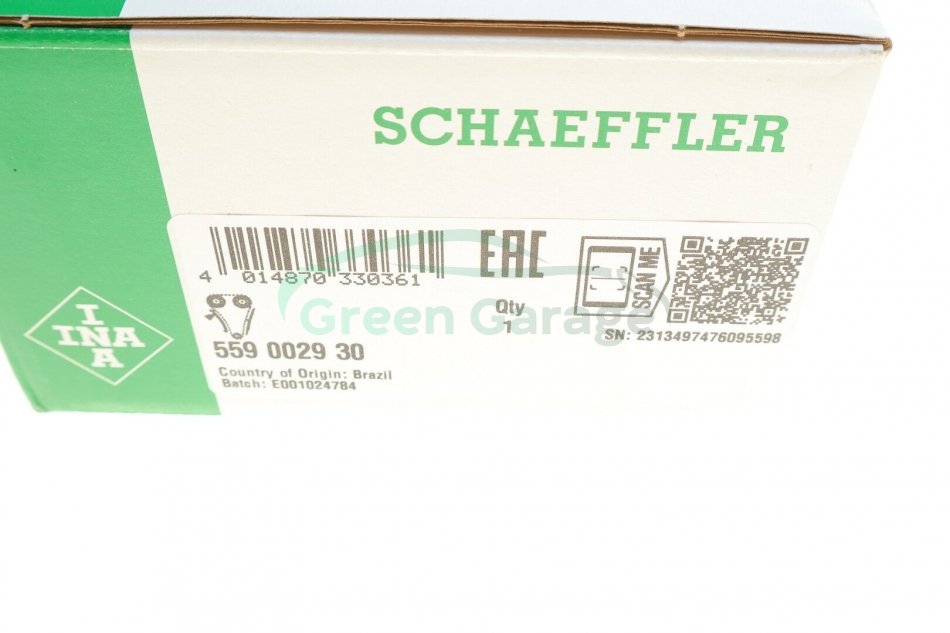 SCHAEFFLER
4 014870 330361
EAC
SCAN ME
Qty
1
Green Garage
SN: 2313497476095598
559 0029 30
Country of Origin: Brazil
Batch: E001024784
I
INA
A